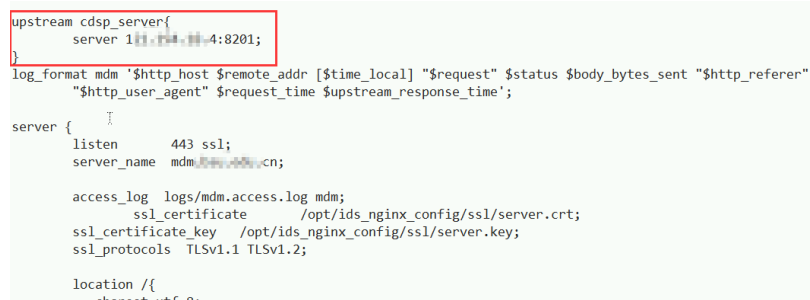 upstream cdsp_server{
server 1 4:8201;
}
log_format mdm '$http_host $remote_addr [$time_local] "$request" $status $body_bytes_sent "$http_referer"
"$http_user_agent" $request_time $upstream_response_time';
server {
listen 443 ssl;
server_name mdm cn;
access_log logs/mdm.access.log mdm;
ssl_certificate /opt/ids_nginx_config/ssl/server.crt;
ssl_certificate_key /opt/ids_nginx_config/ssl/server.key;
ssl_protocols TLSv1.1 TLSv1.2;
location /{